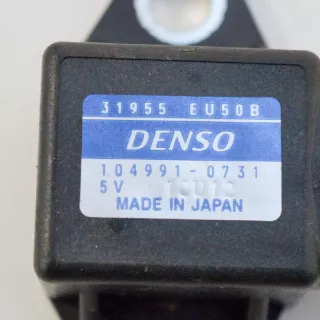 31955 EU50B
DENSO
104991-0731
5V
MADE IN JAPAN